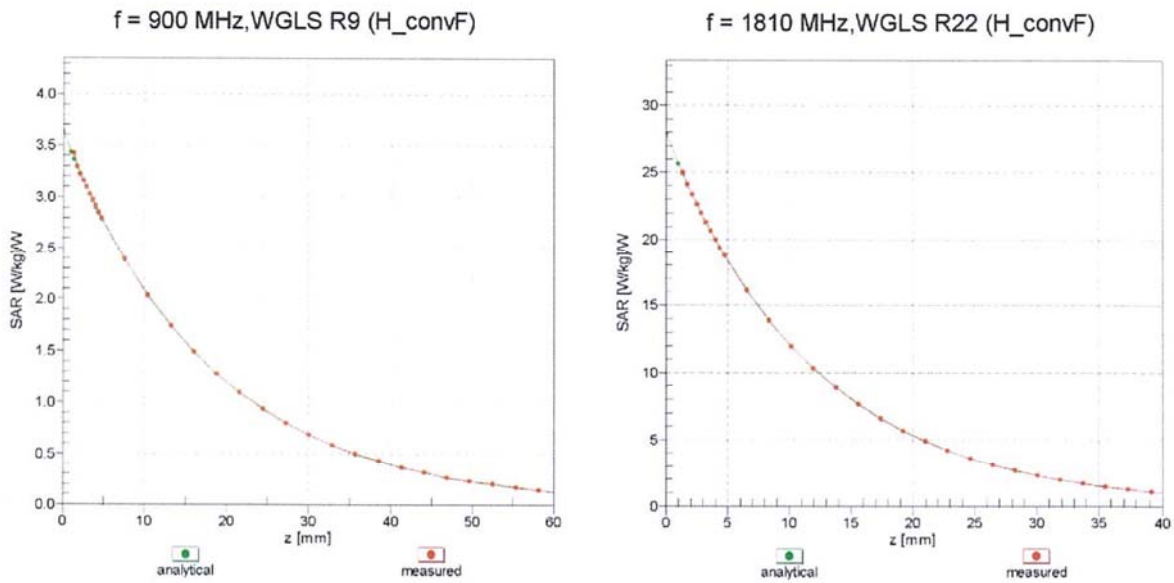 f = 900 MHz,WGLS R9 (H_convF)
4.0
3.5
3.0
2.5
2.0
1.5
1.0
0.5
0.0
SAR [W/kg]/W
0 10 20 30 40 50 60
z [mm]
analytical measured
f = 1810 MHz,WGLS R22 (H_convF)
30
25
20
15
10
5
0
SAR [W/kg]/W
0 5 10 15 20 25 30 35 40
z [mm]
analytical measured